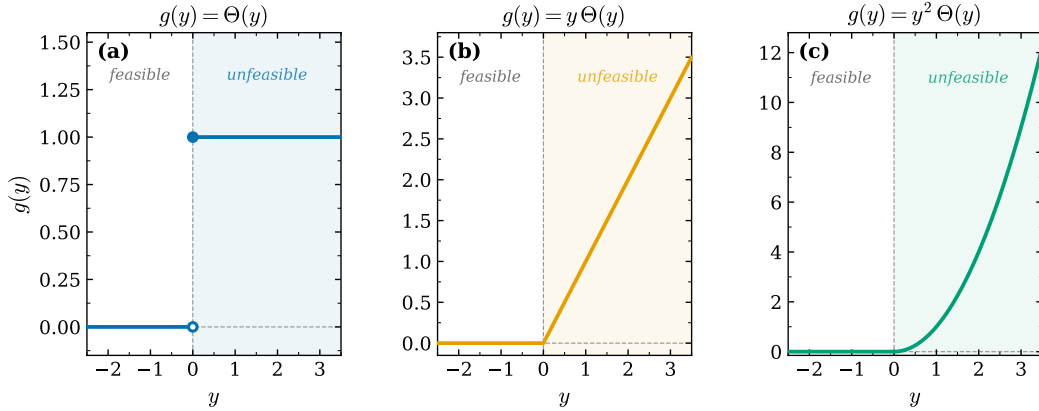 g(y) = Θ(y)
(a)
feasible
unfeasible
1.50
1.25
1.00
0.75
0.50
0.25
0.00
g(y)
−2 −1 0 1 2 3
y
g(y) = y Θ(y)
(b)
feasible
unfeasible
3.5
3.0
2.5
2.0
1.5
1.0
0.5
0.0
−2 −1 0 1 2 3
y
g(y) = y² Θ(y)
(c)
feasible
unfeasible
12
10
8
6
4
2
0
−2 −1 0 1 2 3
y